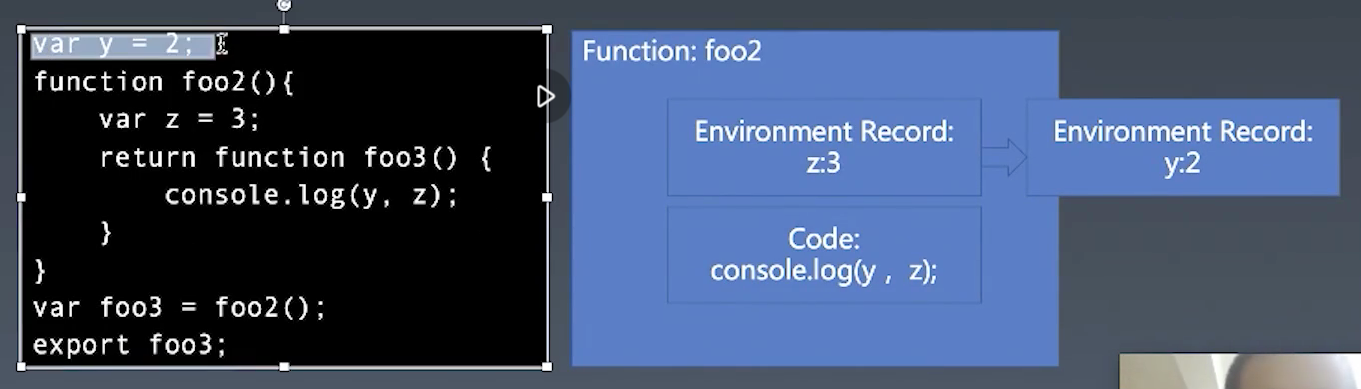 var y = 2;
function foo2(){
    var z = 3;
    return function foo3() {
        console.log(y, z);
    }
}
var foo3 = foo2();
export foo3;
Function: foo2
Environment Record:
z:3
Environment Record:
y:2
Code:
console.log(y ,  z);